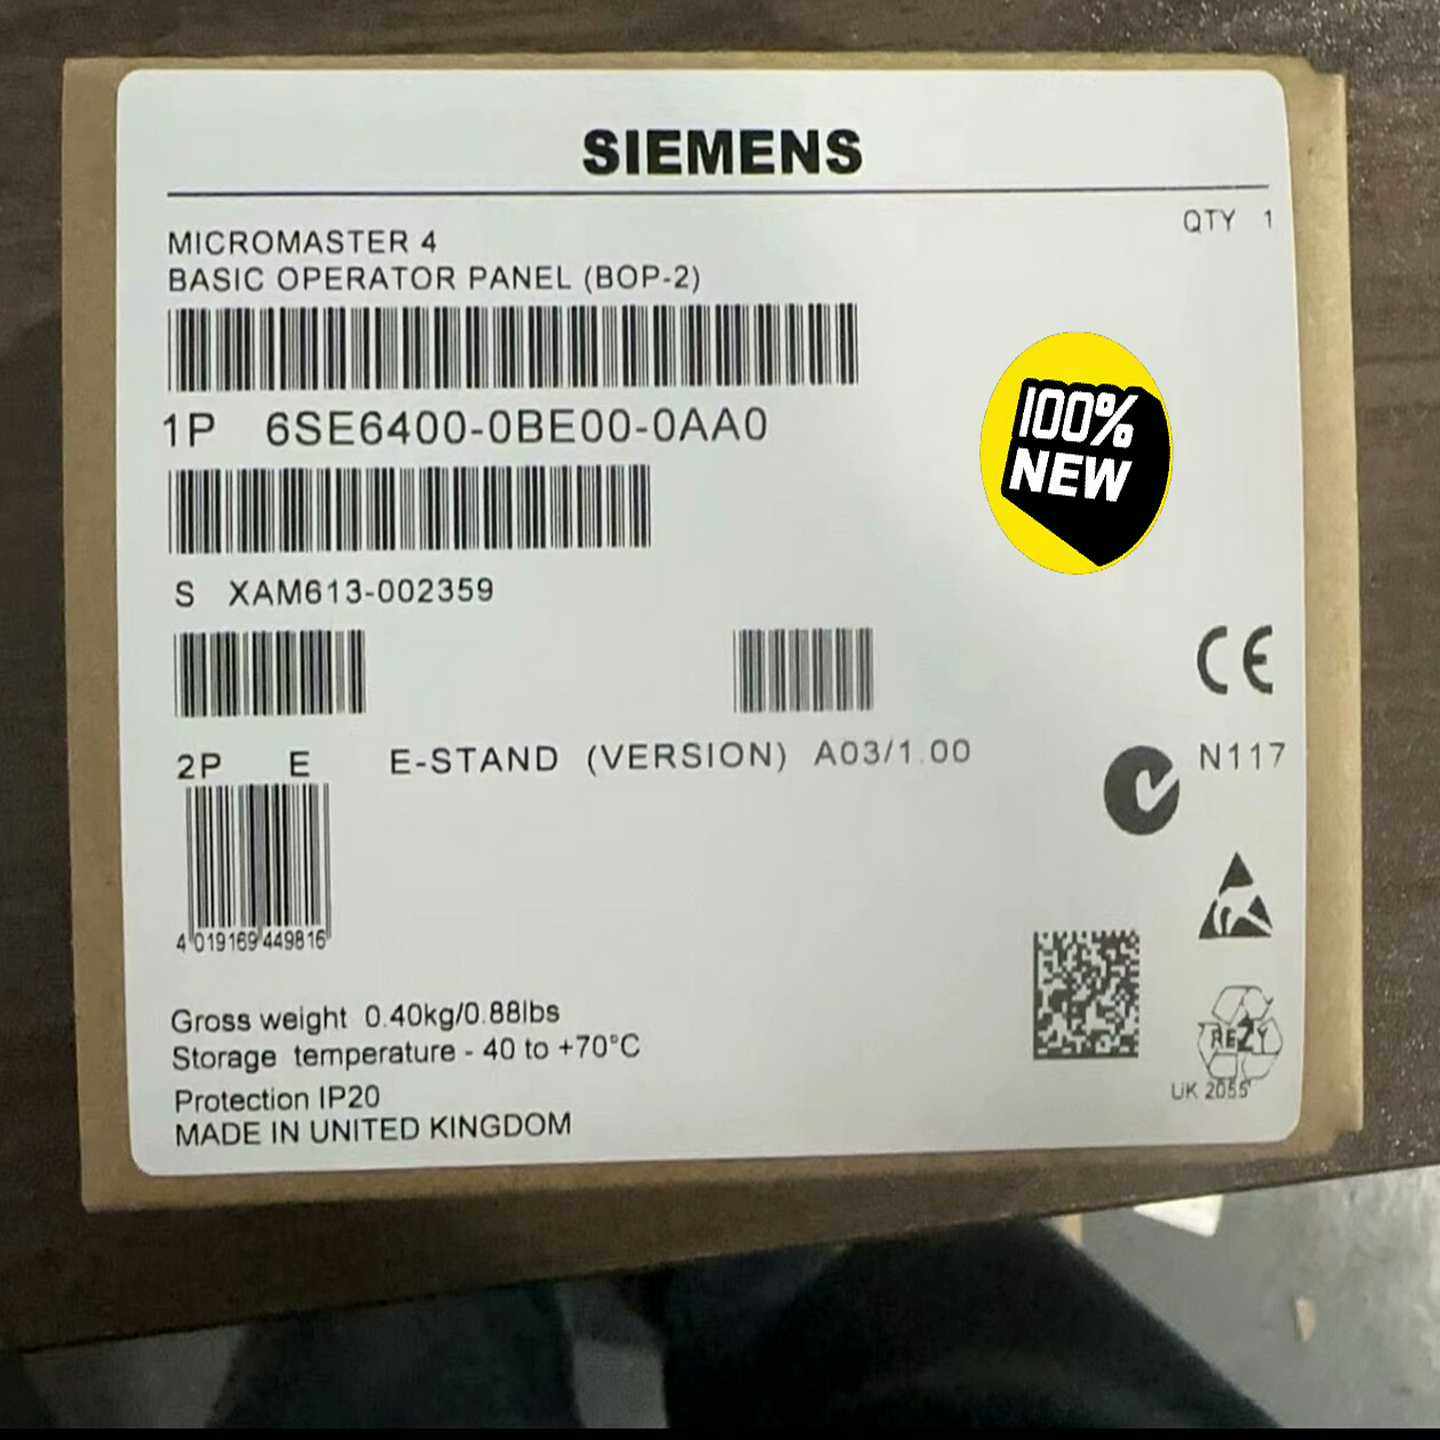 SIEMENS
QTY 1
MICROMASTER 4
BASIC OPERATOR PANEL (BOP-2)
1P 6SE6400-0BE00-0AA0
100%
NEW
S XAM613-002359
CE
2P E E-STAND (VERSION) A03/1.00
N117
4 019169 449816
Gross weight 0.40kg/0.88lbs
Storage temperature - 40 to +70°C
REZY
UK 2055
Protection IP20
MADE IN UNITED KINGDOM